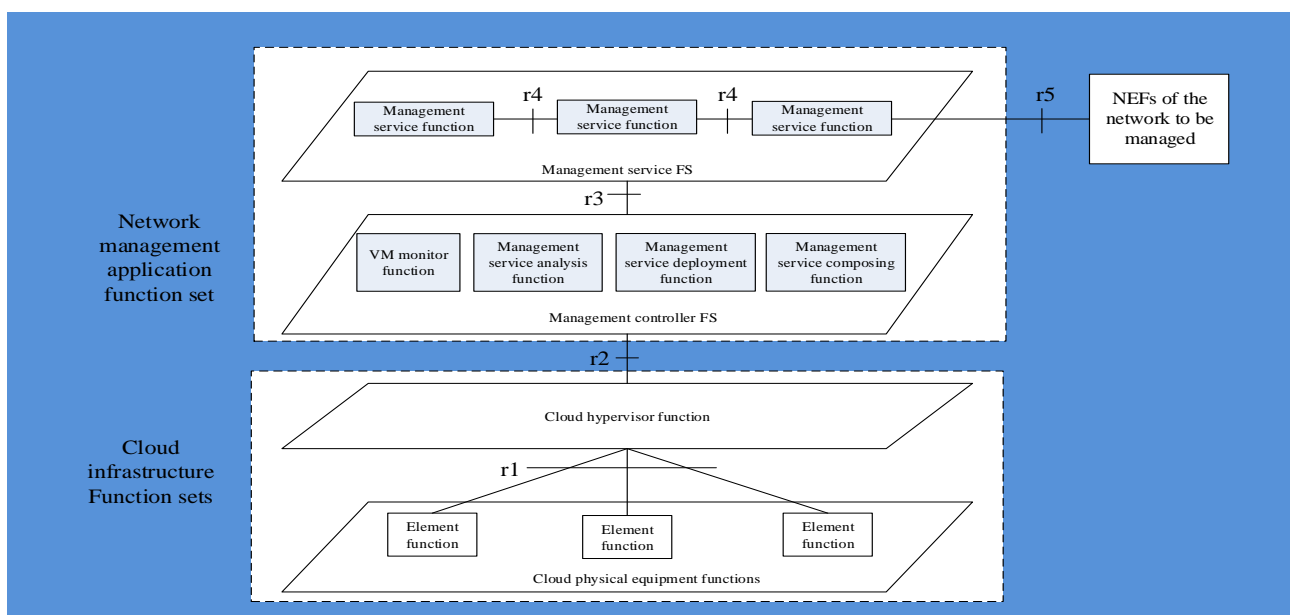 r4
r4
r5
Management
service function
Management
service function
Management
service function
NEFs of the
network to be
managed
Management service FS
r3
Network
management
application
function set
VM monitor
function
Management
service analysis
function
Management
service deployment
function
Management
service composing
function
Management controller FS
r2
Cloud hypervisor function
Cloud
infrastructure
Function sets
r1
Element
function
Element
function
Element
function
Cloud physical equipment functions